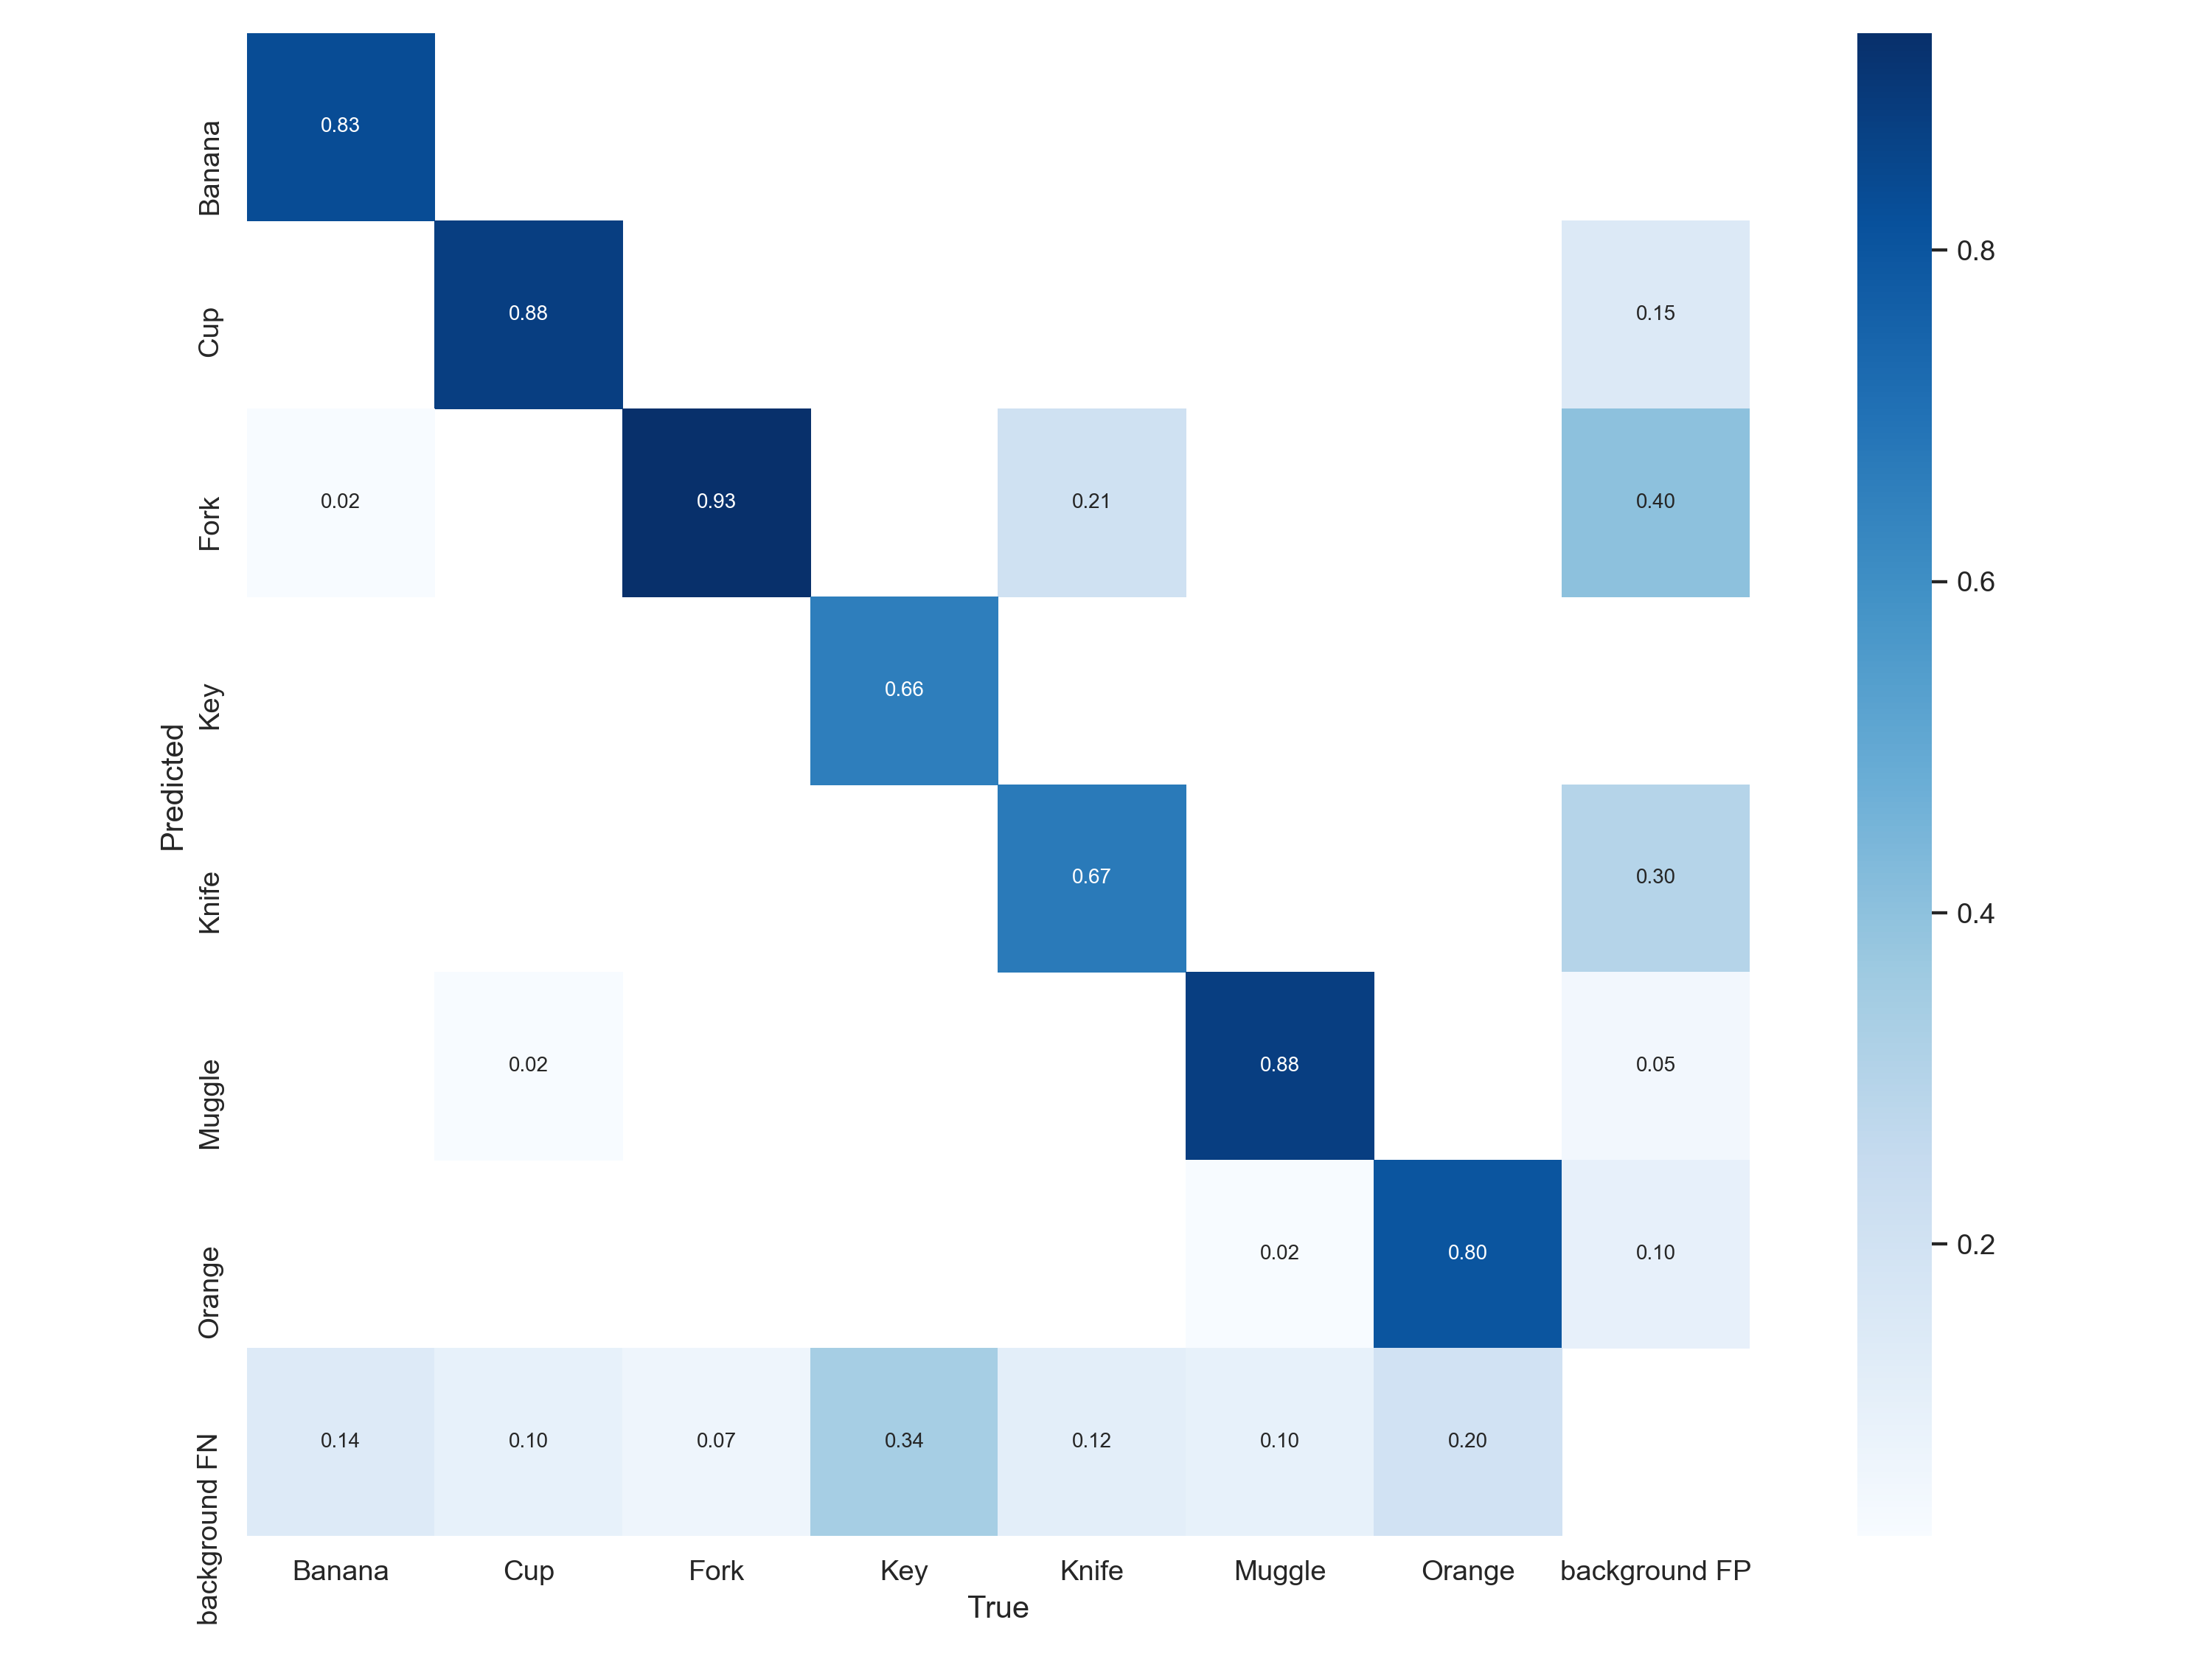 Predicted
Banana
0.83
Cup
0.88
0.15
0.8
Fork
0.02
0.93
0.21
0.40
0.6
Key
0.66
Knife
0.67
0.30
0.4
Muggle
0.02
0.88
0.05
Orange
0.02
0.80
0.10
0.2
background FN
0.14
0.10
0.07
0.34
0.12
0.10
0.20
Banana
Cup
Fork
Key
Knife
Muggle
Orange
background FP
True